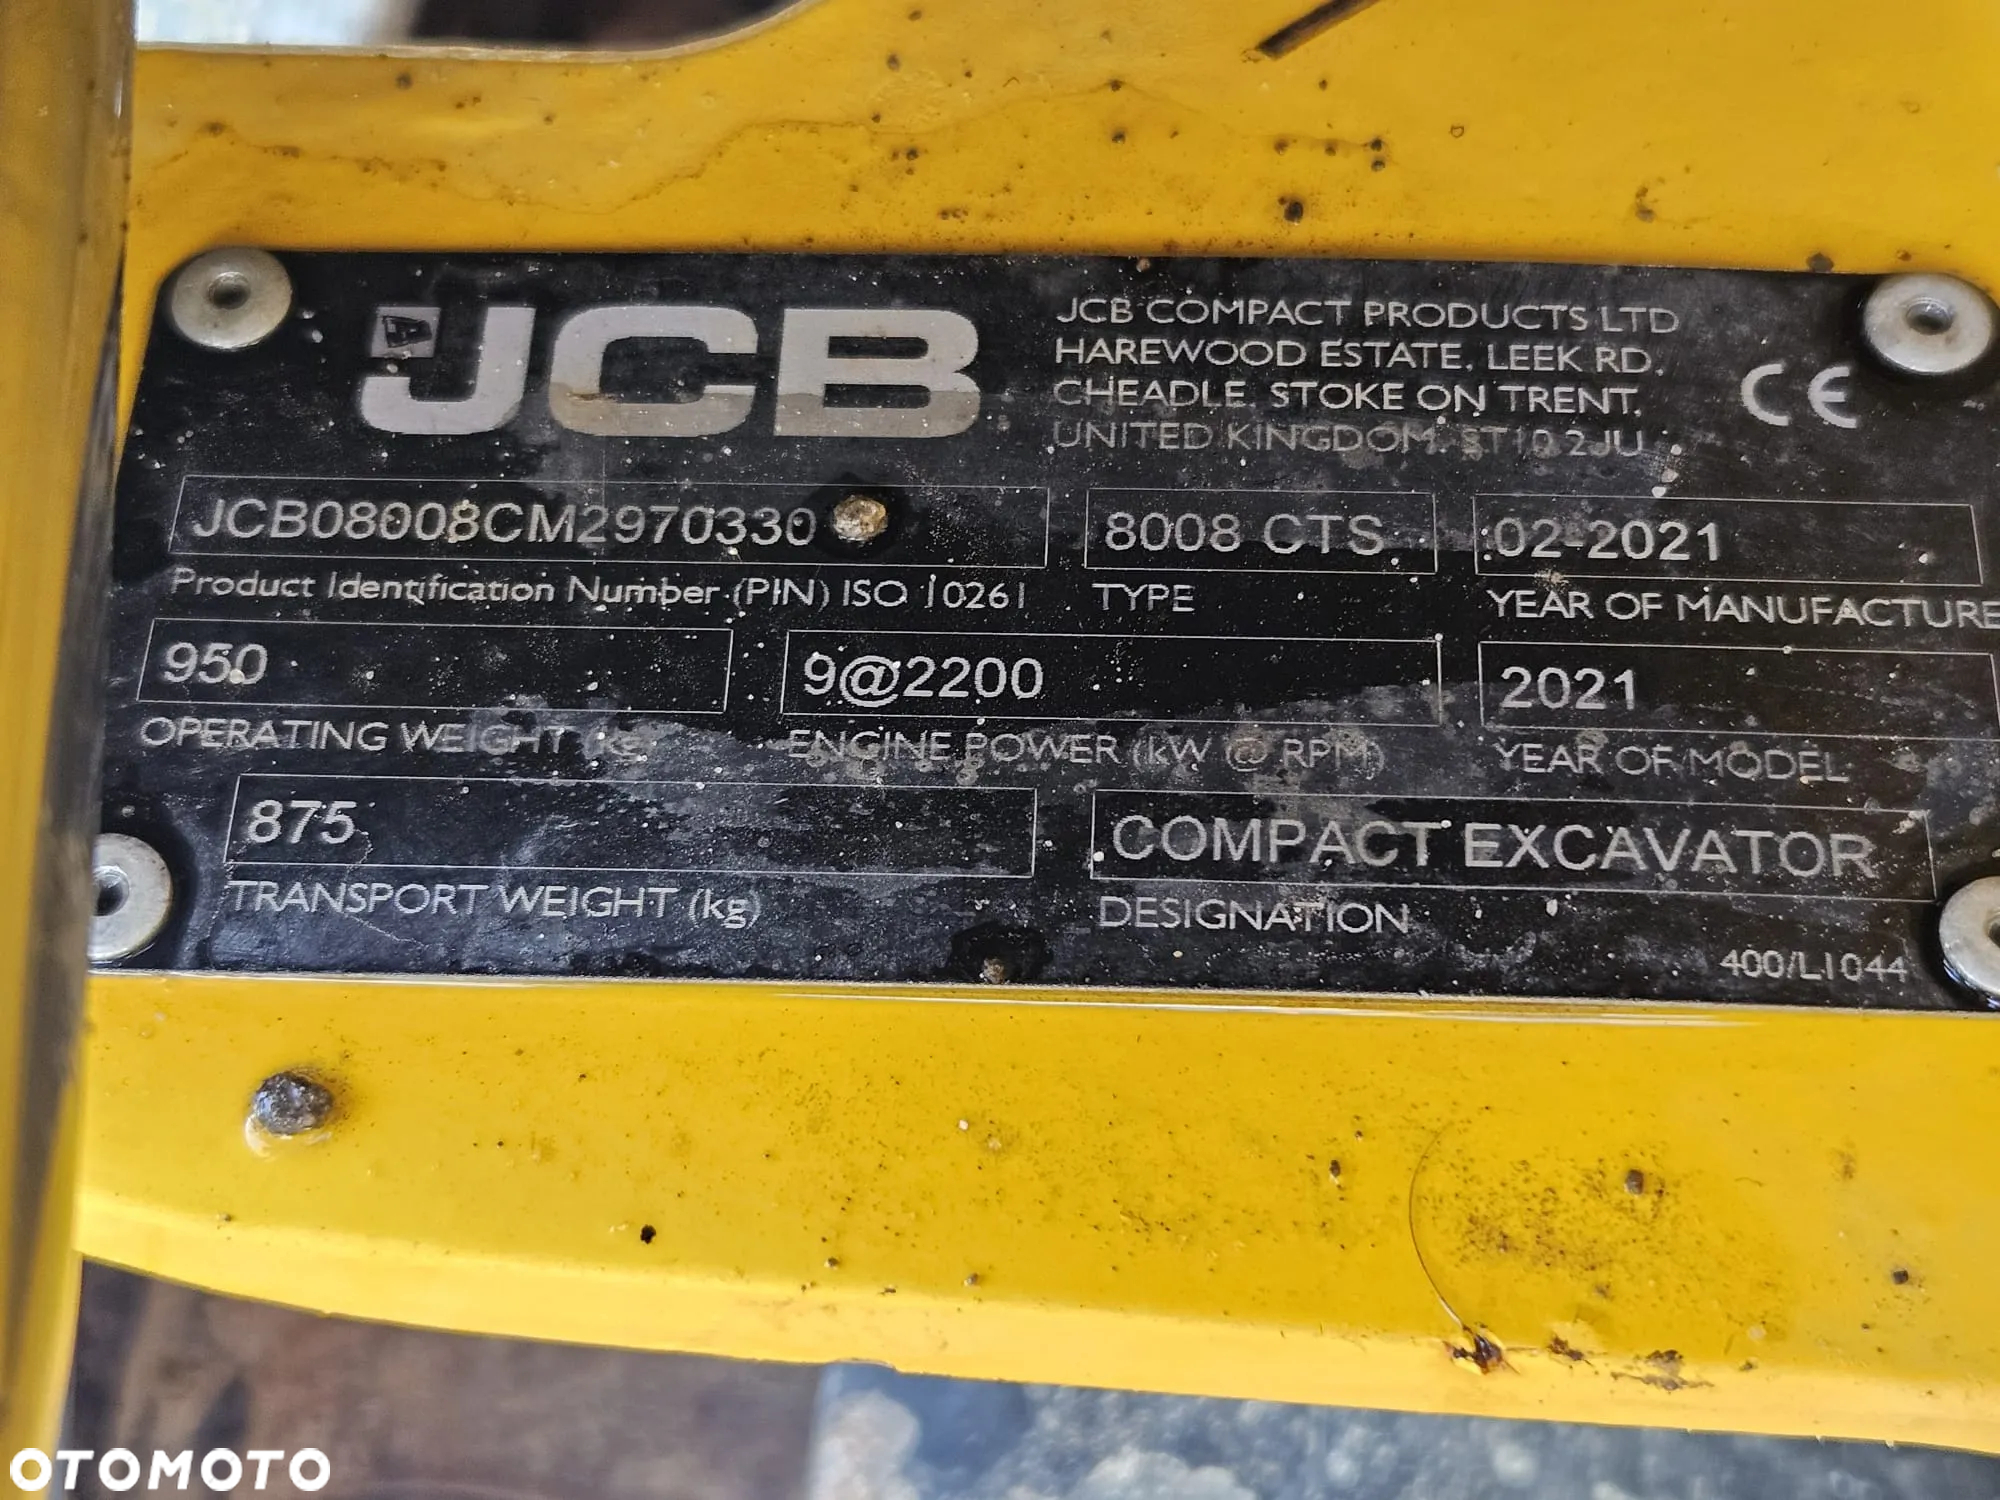 JCB
JCB COMPACT PRODUCTS LTD
HAREWOOD ESTATE, LEEK RD,
CHEADLE, STOKE ON TRENT,
UNITED KINGDOM. ST10 2JU
CE
JCB08008CM2970330
Product Identification Number (PIN) ISO 10261
8008 CTS
TYPE
02-2021
YEAR OF MANUFACTURE
950
OPERATING WEIGHT (kg)
9@2200
ENGINE POWER (kW @ RPM)
2021
YEAR OF MODEL
875
TRANSPORT WEIGHT (kg)
COMPACT EXCAVATOR
DESIGNATION
400/L1044
OTOMOTO